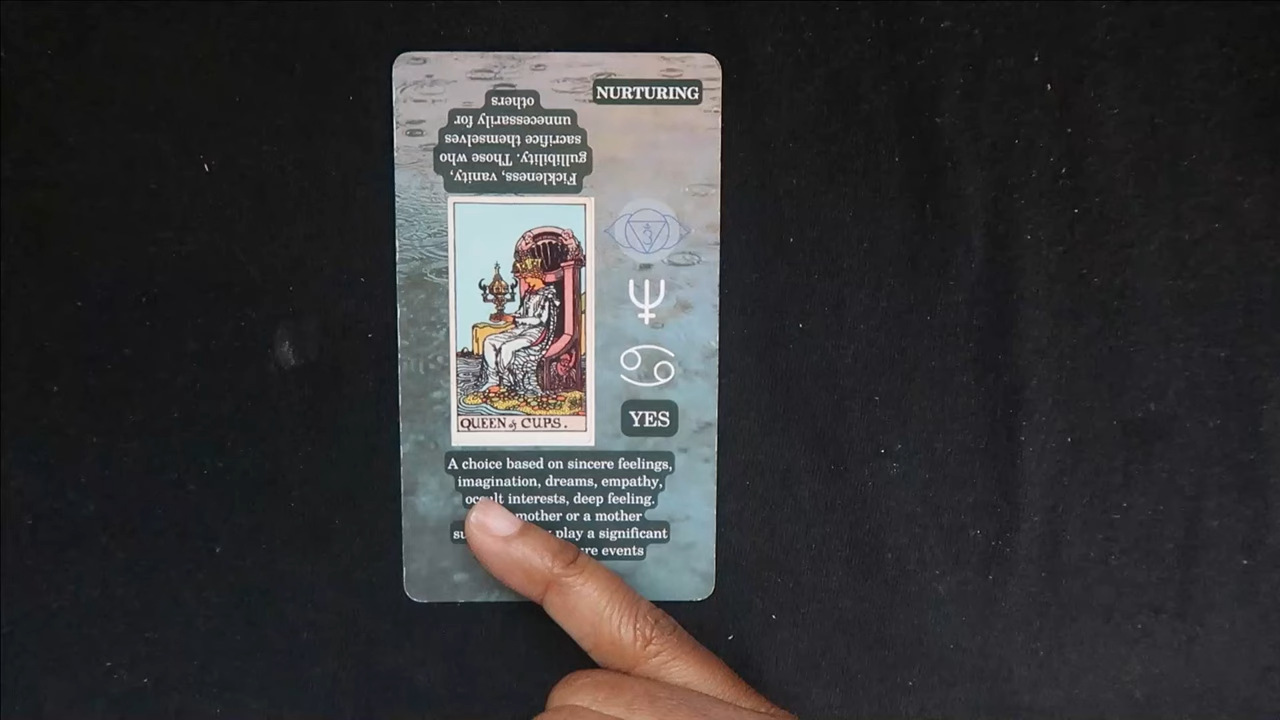 NURTURING
Fickleness, vanity,
gullibility. Those who
sacrifice themselves
unnecessarily for
others
QUEEN of CUPS.
YES
A choice based on sincere feelings,
imagination, dreams, empathy,
occult interests, deep feeling.
mother or a mother
play a significant
events